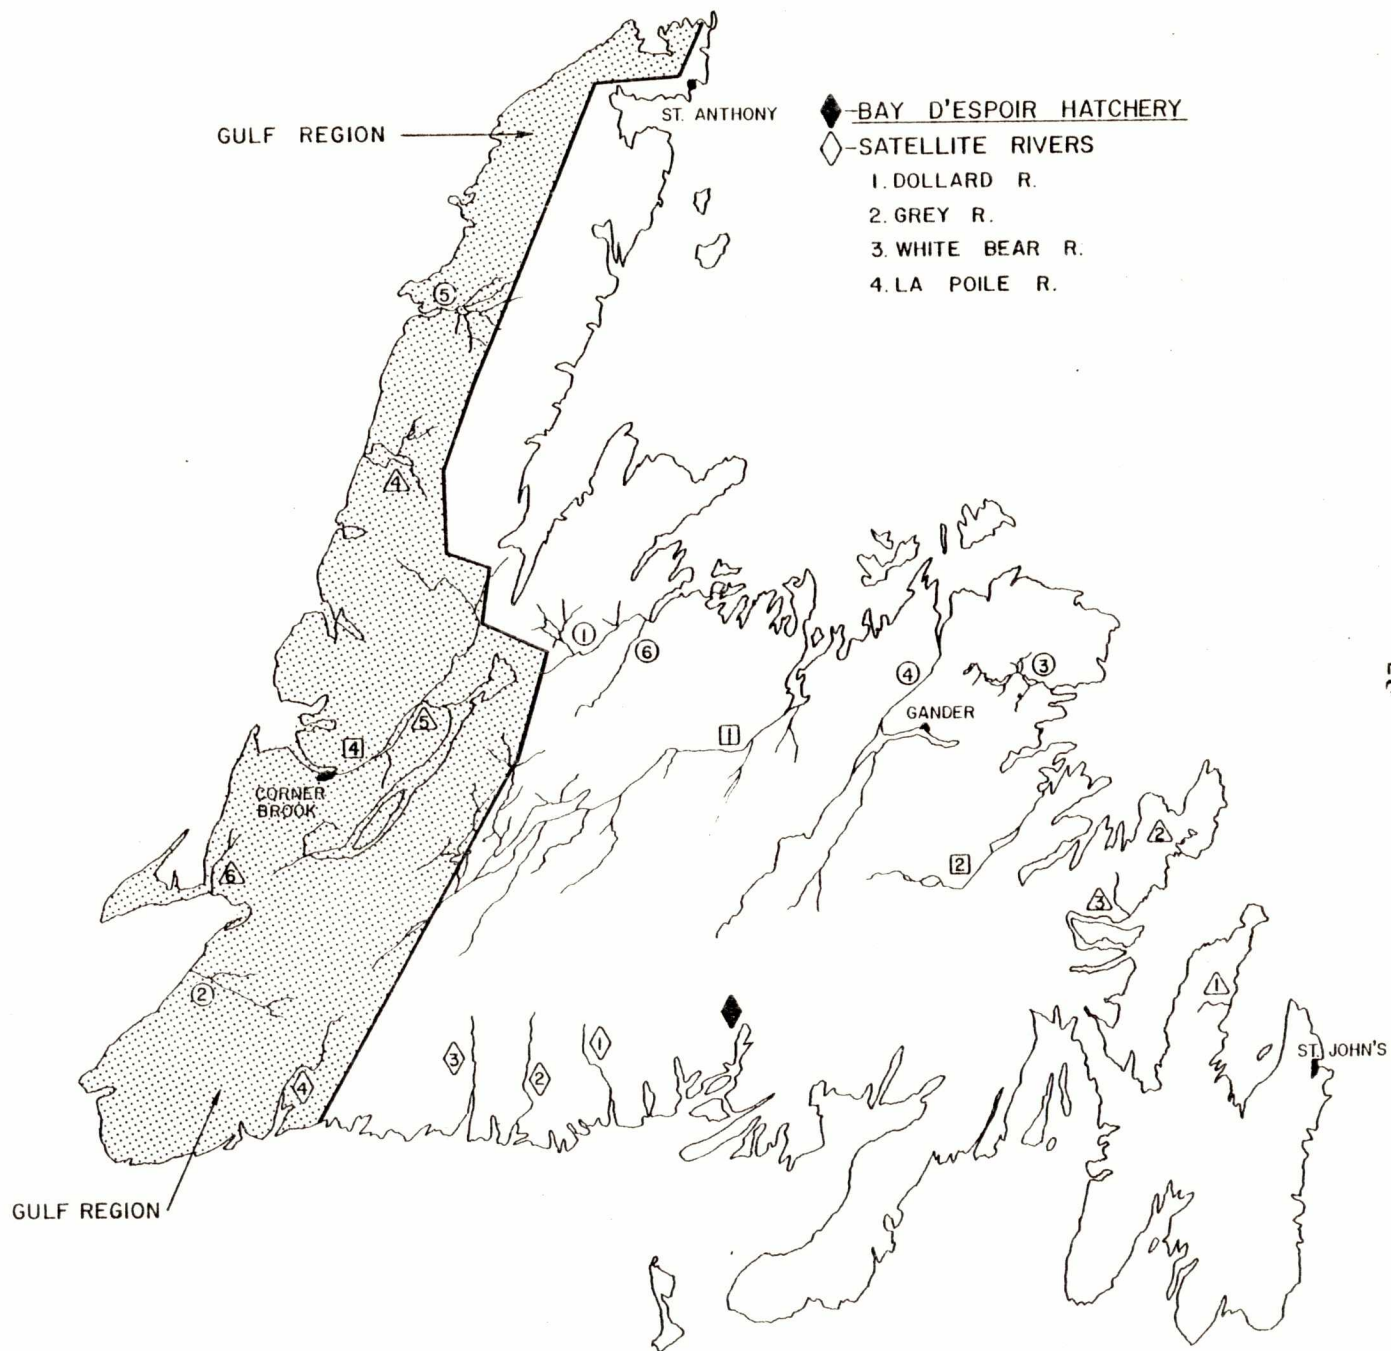 ST. ANTHONY
GULF REGION
-BAY D'ESPOIR HATCHERY
-SATELLITE RIVERS
1. DOLLARD R.
2. GREY R.
3. WHITE BEAR R.
4. LA POILE R.
5
4
1
6
4
3
GANDER
5
4
1
CORNER
BROOK
2
2
6
3
2
1
1
3
2
4
ST. JOHN'S
GULF REGION